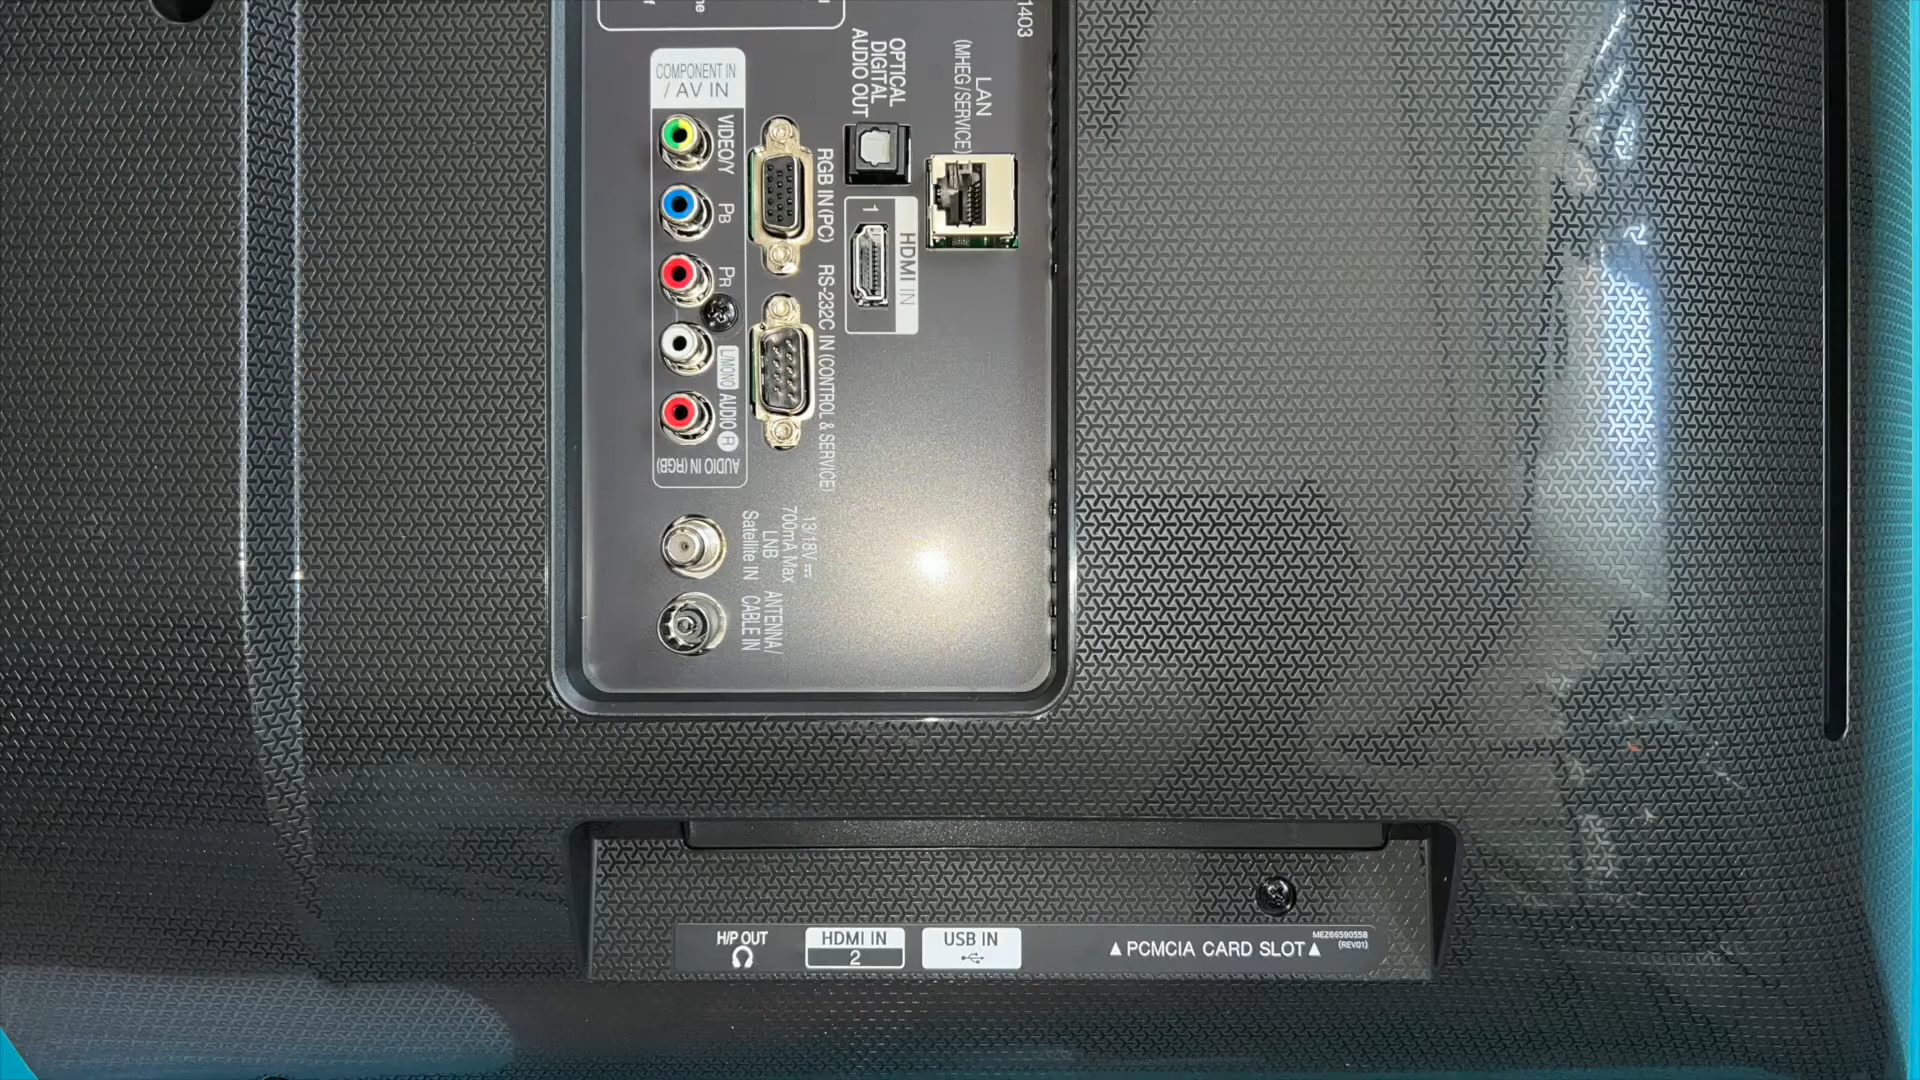 1403
COMPONENT IN
/ AV IN
VIDEO/Y
PB
PR
L/MONO
AUDIO
R
AUDIO IN (RGB)
RGB IN (PC)
RS-232C IN (CONTROL & SERVICE)
OPTICAL
DIGITAL
AUDIO OUT
LAN
(MHEG/SERVICE)
1
HDMI IN
13/18V
700mA Max
LNB
Satellite IN
ANTENNA/
CABLE IN
H/P OUT
HDMI IN
2
USB IN
▲PCMCIA CARD SLOT▲
MEZ66590558
(REV01)